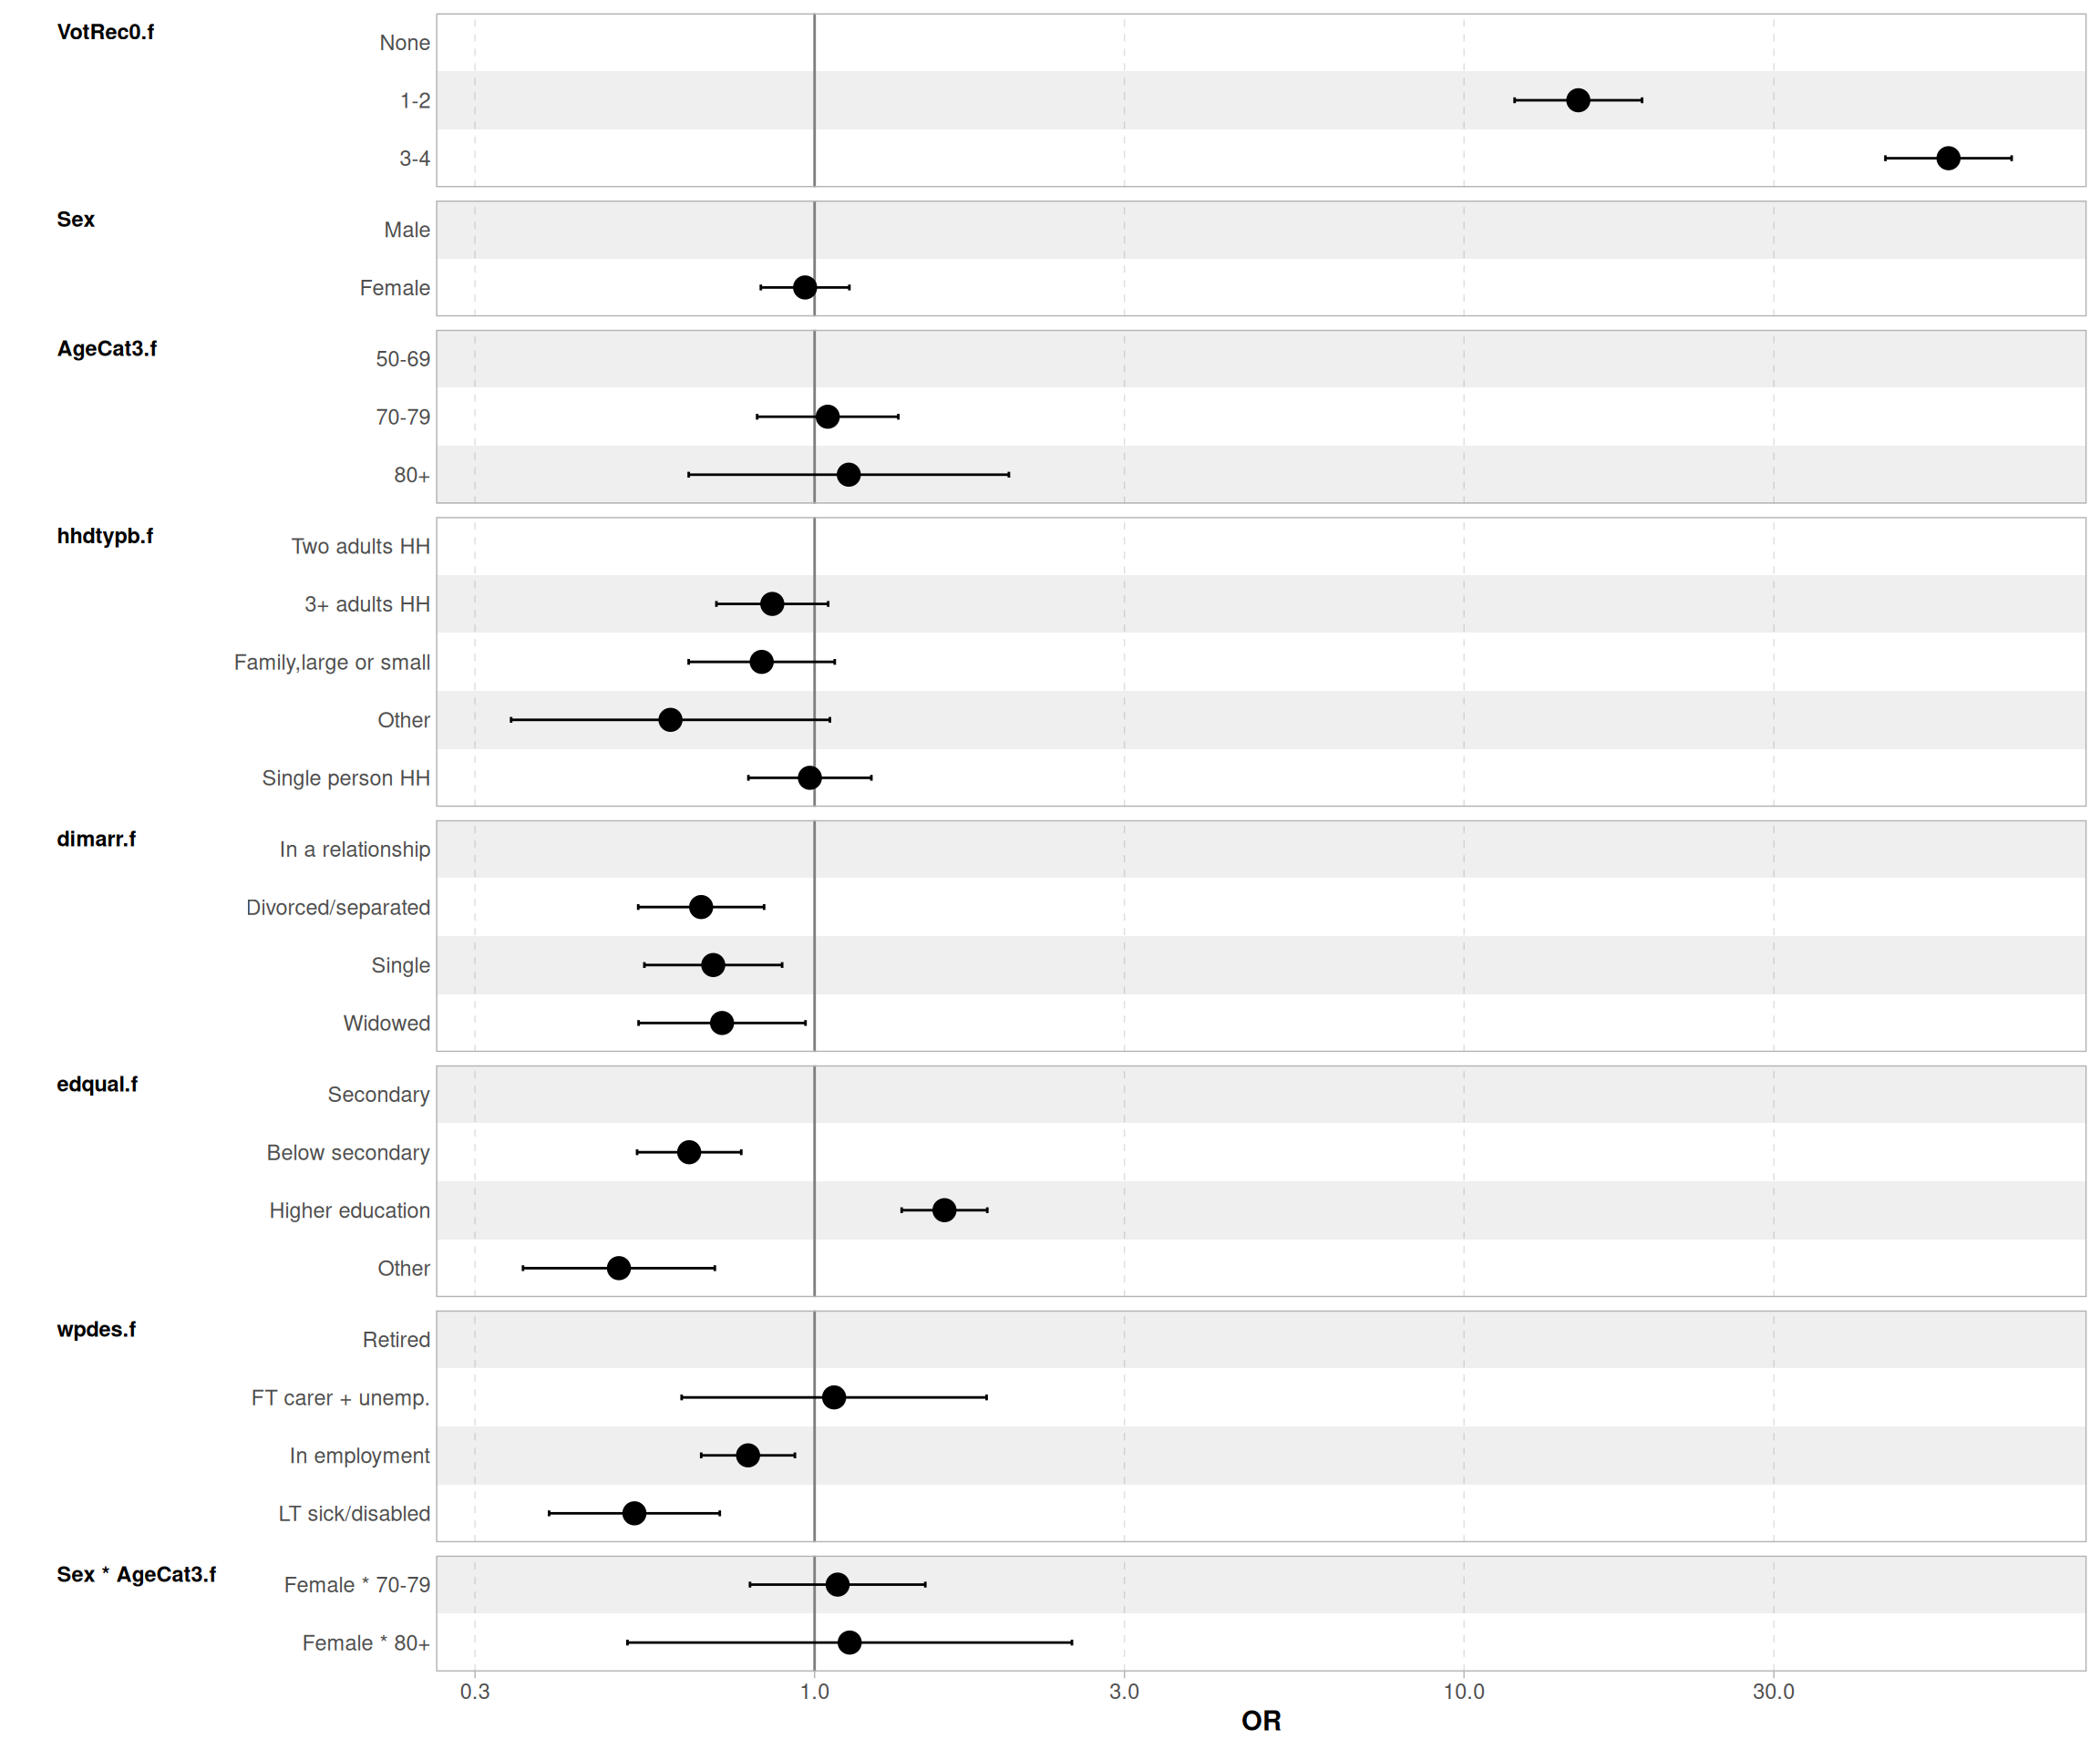 VotRec0.f
None
1-2
3-4
Sex
Male
Female
AgeCat3.f
50-69
70-79
80+
hhdtypb.f
Two adults HH
3+ adults HH
Family,large or small
Other
Single person HH
dimarr.f
In a relationship
Divorced/separated
Single
Widowed
edqual.f
Secondary
Below secondary
Higher education
Other
wpdes.f
Retired
FT carer + unemp.
In employment
LT sick/disabled
Sex * AgeCat3.f
Female * 70-79
Female * 80+
0.3 1.0 3.0 10.0 30.0
OR